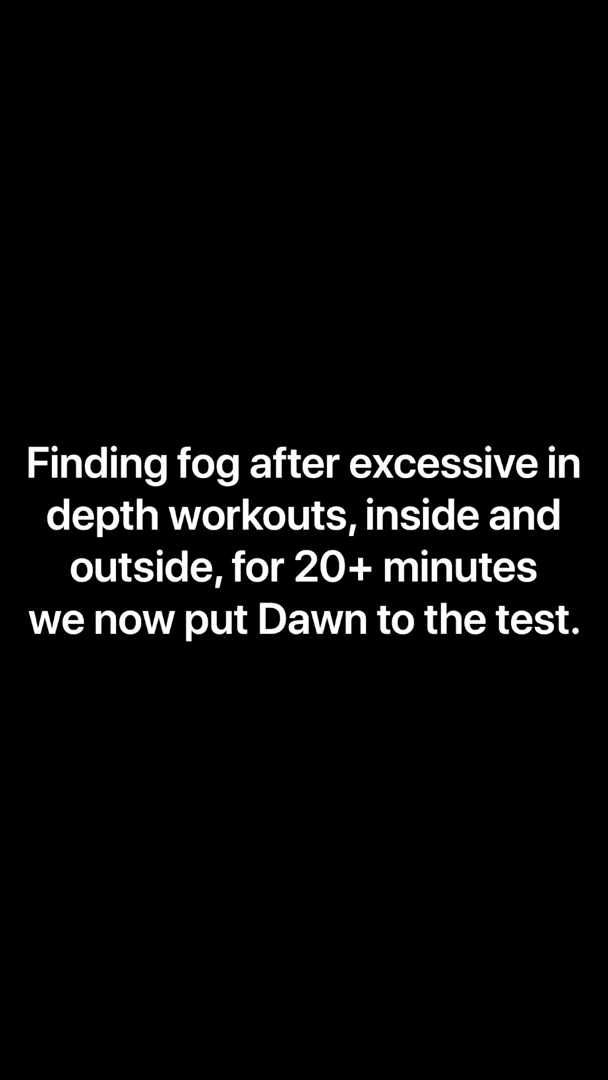 Finding fog after excessive in
depth workouts, inside and
outside, for 20+ minutes
we now put Dawn to the test.